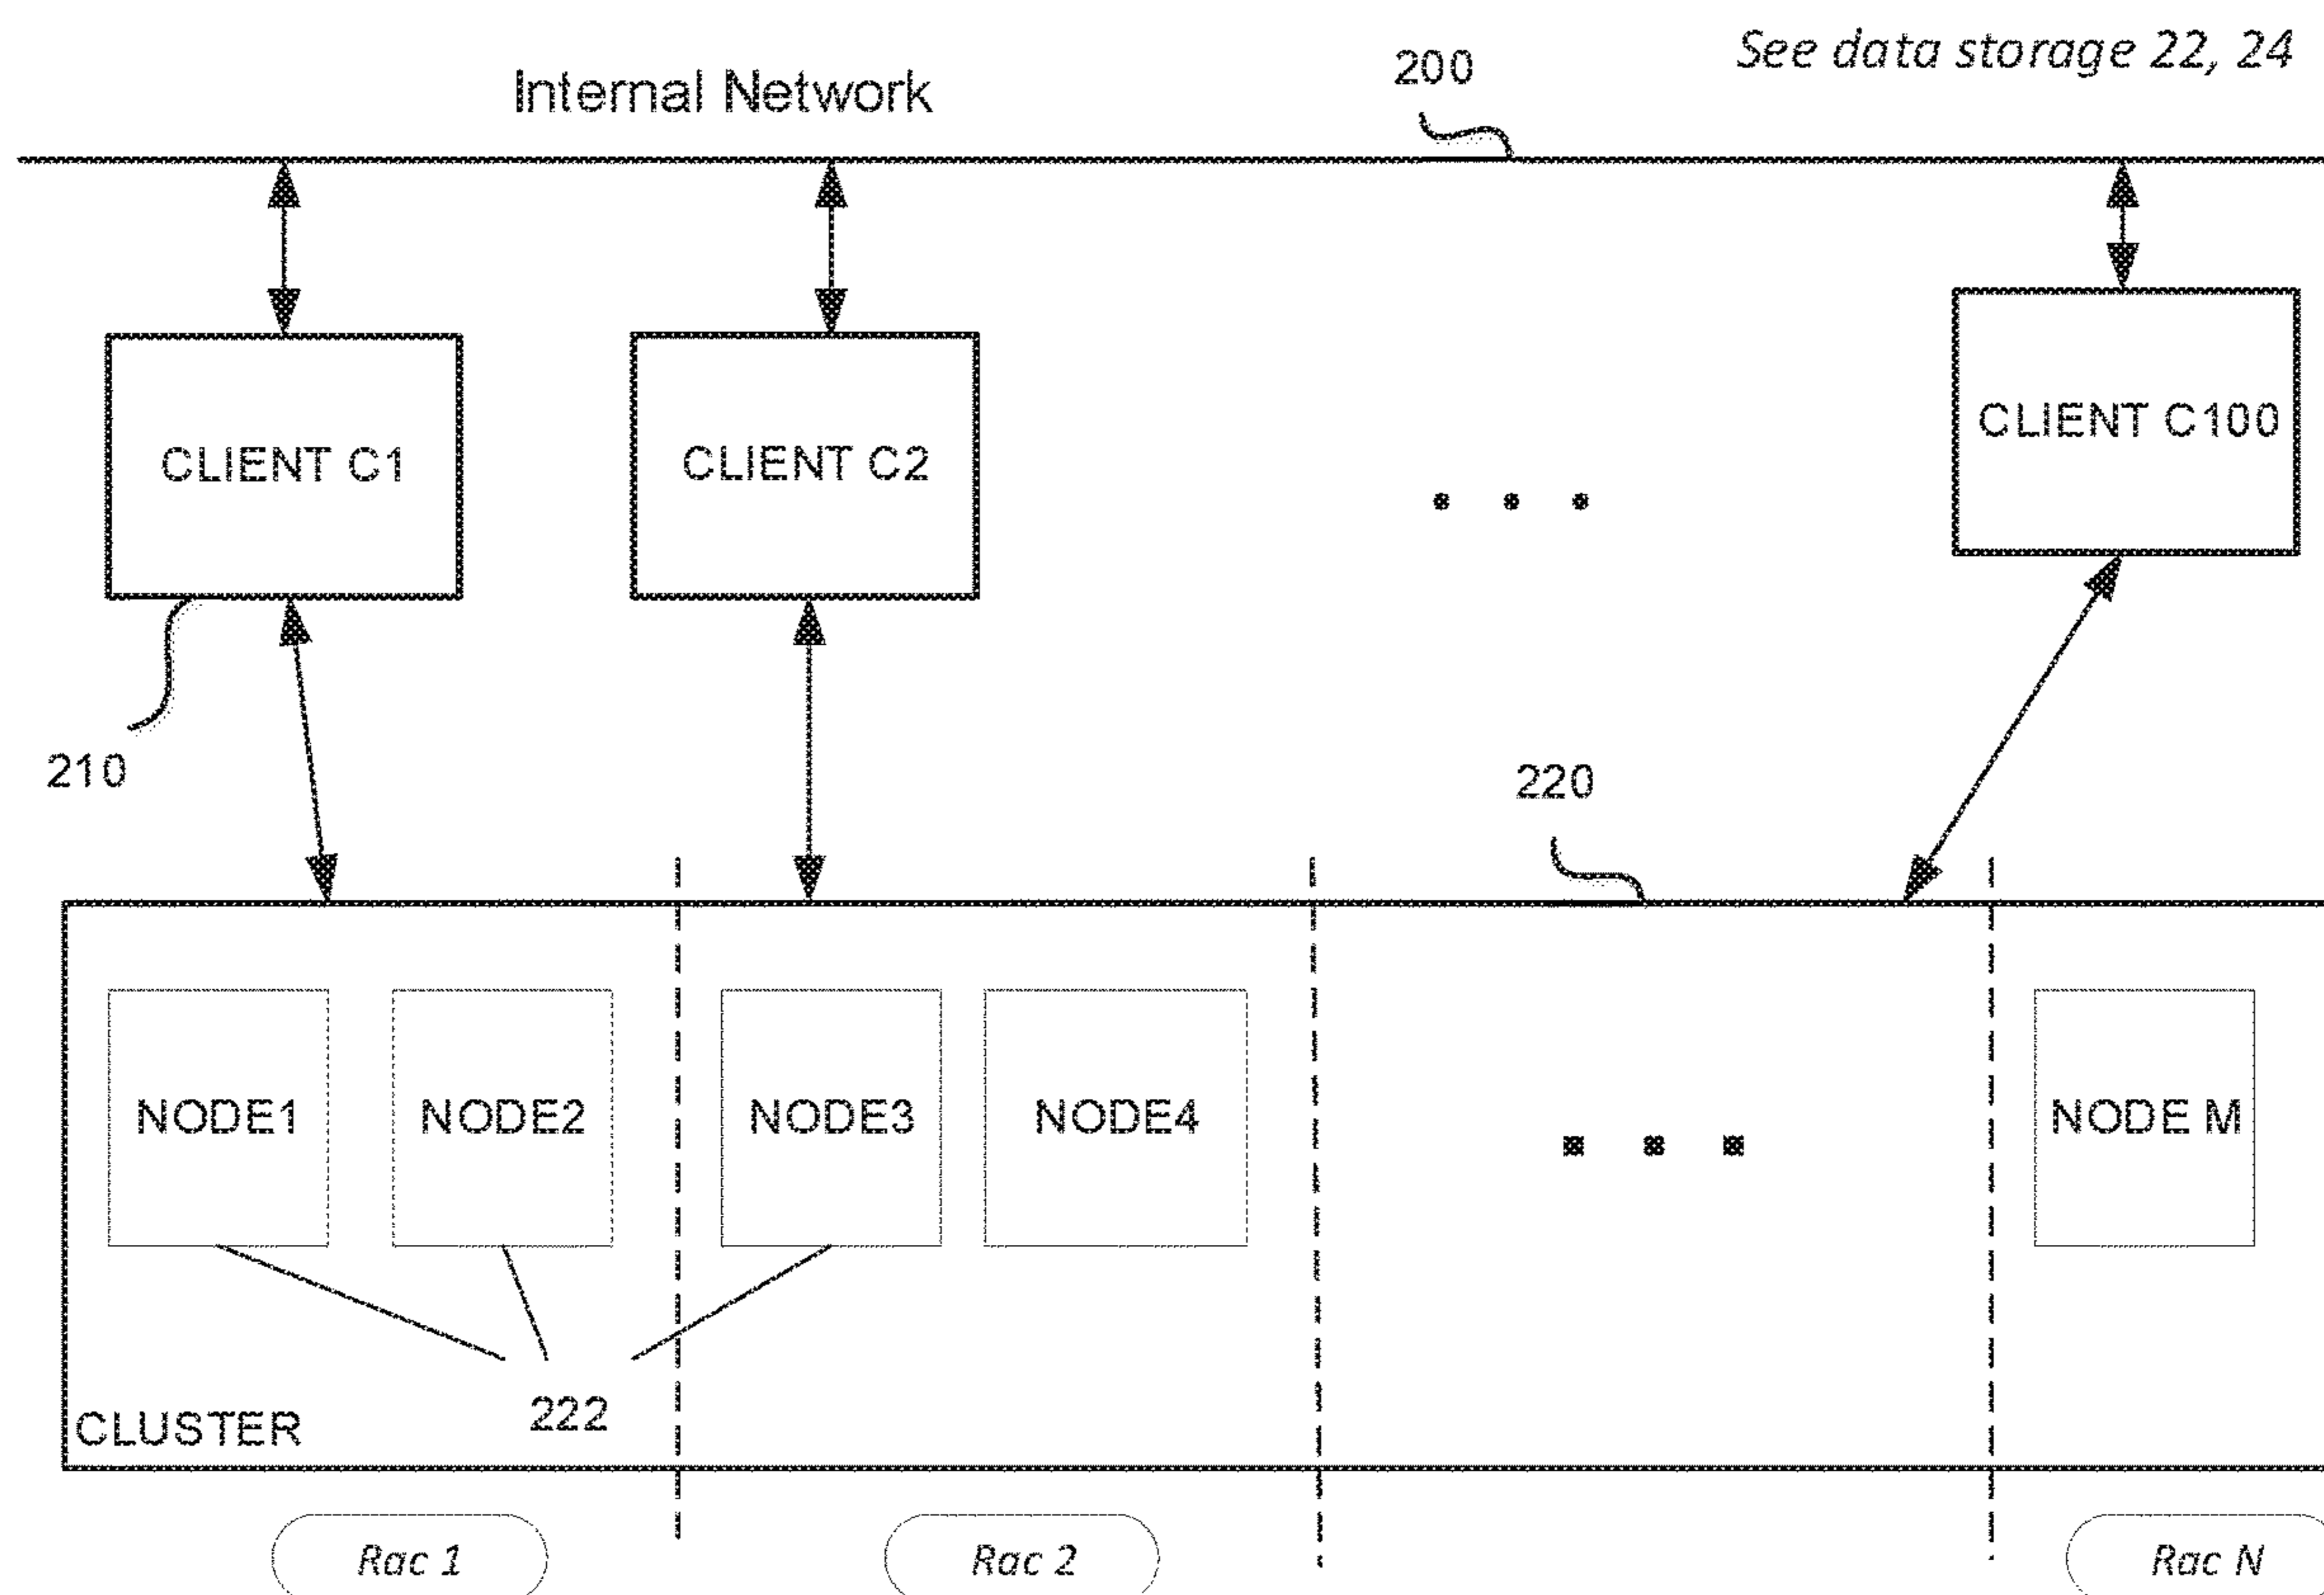 See data storage 22, 24
Internal Network
200
CLIENT C1
CLIENT C2
CLIENT C100
210
220
NODE1
NODE2
NODE3
NODE4
NODE M
222
CLUSTER
Rac 1
Rac 2
Rac N